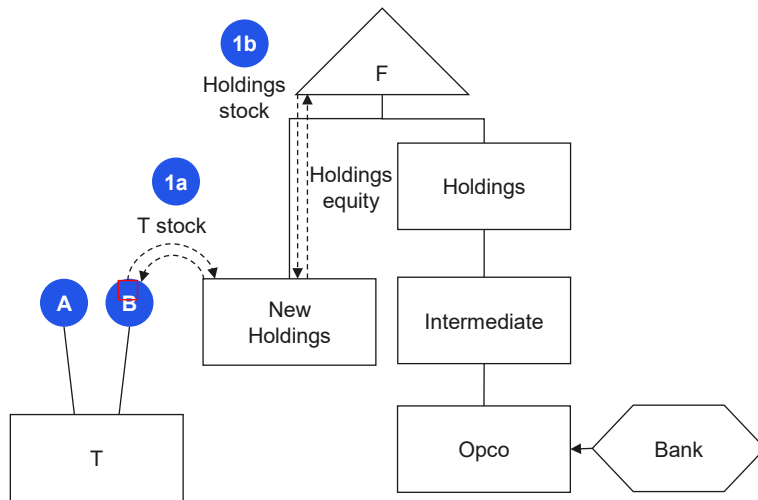 1b
F
Holdings
stock
1a
Holdings
equity
Holdings
T stock
A
B
New
Holdings
Intermediate
T
Opco
Bank